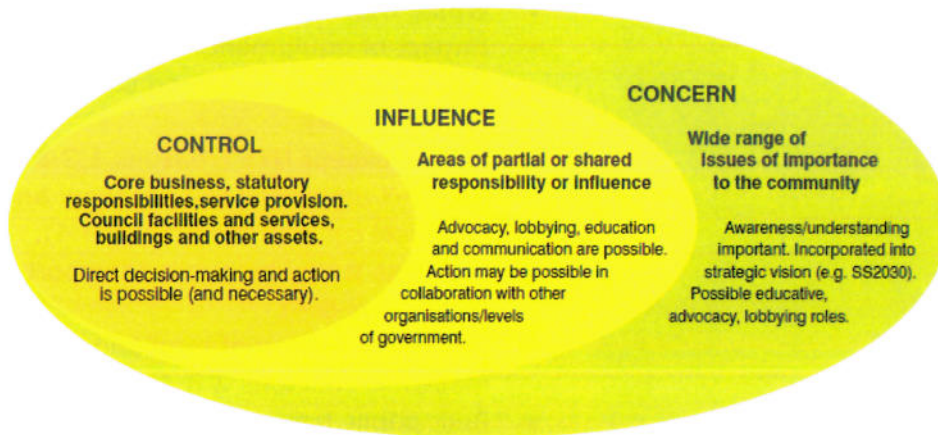 CONTROL
Core business, statutory
responsibilities,service provision.
Council facilities and services,
buildings and other assets.
Direct decision-making and action
is possible (and necessary).
INFLUENCE
Areas of partial or shared
responsibility or influence
Advocacy, lobbying, education
and communication are possible.
Action may be possible in
collaboration with other
organisations/levels
of government.
CONCERN
Wide range of
issues of importance
to the community
Awareness/understanding
important. Incorporated into
strategic vision (e.g. SS2030).
Possible educative,
advocacy, lobbying roles.